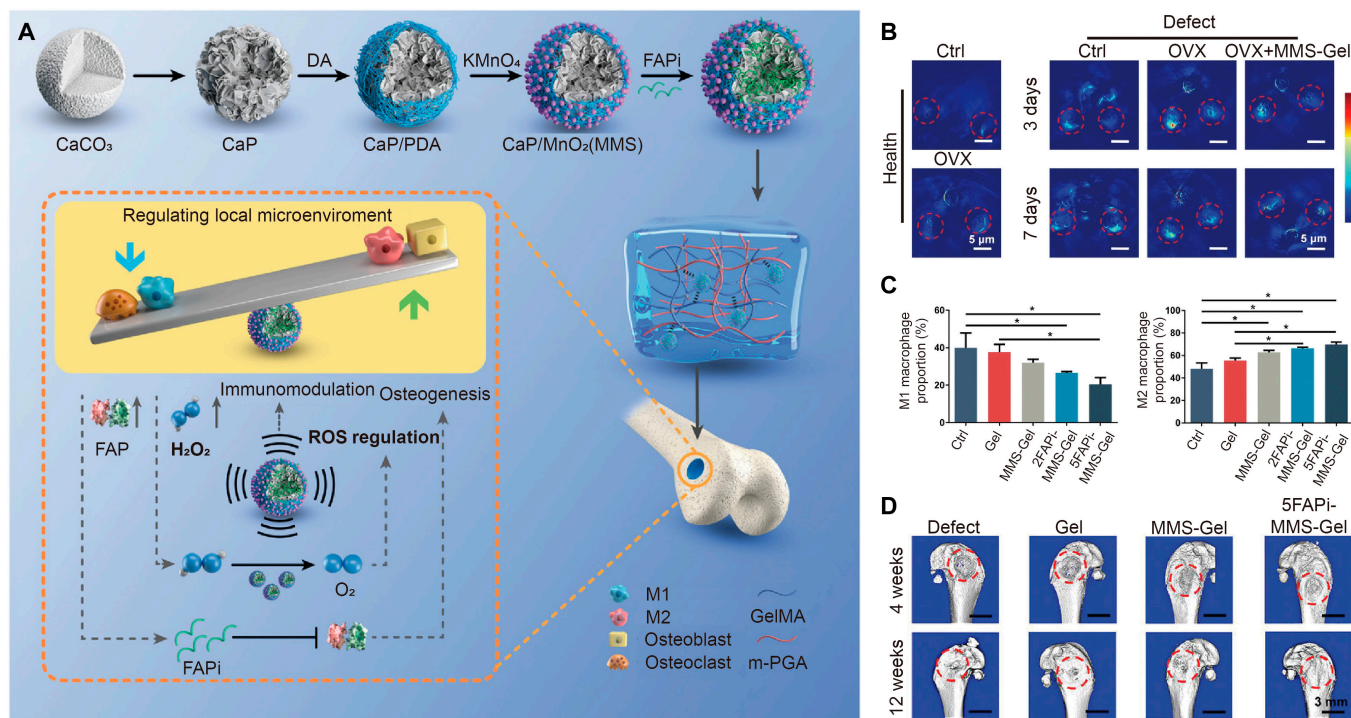 A
DA
KMnO₄
FAPi
CaCO₃
CaP
CaP/PDA
CaP/MnO₂(MMS)
Regulating local microenviroment
FAP
H₂O₂
Immunomodulation
Osteogenesis
ROS regulation
O₂
FAPi
M1
M2
Osteoblast
Osteoclast
GelMA
m-PGA
B
Defect
Ctrl
Ctrl
OVX
OVX+MMS-Gel
Health
3 days
OVX
7 days
5 μm
5 μm
C
M1 macrophage
proportion (%)
60
40
20
0
*
*
*
Ctrl
Gel
MMS-Gel
2FAPi-
MMS-Gel
5FAPi-
MMS-Gel
M2 macrophage
proportion (%)
100
80
60
40
20
0
*
*
*
*
*
Ctrl
Gel
MMS-Gel
2FAPi-
MMS-Gel
5FAPi-
MMS-Gel
D
Defect
Gel
MMS-Gel
5FAPi-
MMS-Gel
4 weeks
12 weeks
3 mm